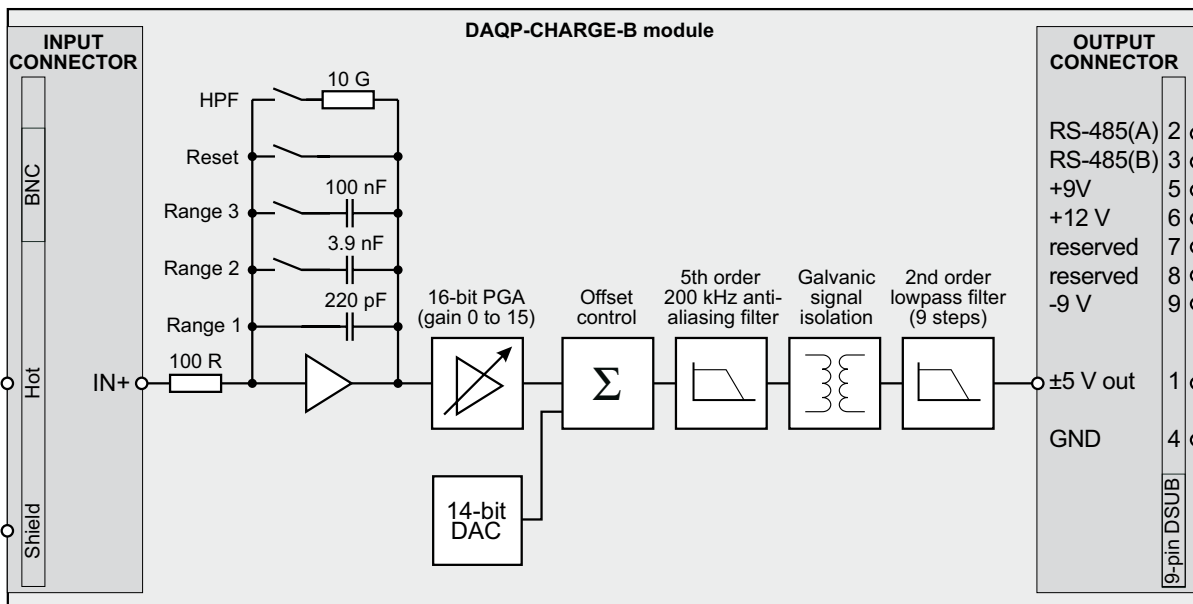 DAQP-CHARGE-B module
INPUT
CONNECTOR
BNC
Hot
Shield
IN+
100 R
HPF
10 G
Reset
Range 3
100 nF
Range 2
3.9 nF
Range 1
220 pF
16-bit PGA
(gain 0 to 15)
Offset
control
Σ
14-bit
DAC
5th order
200 kHz anti-
aliasing filter
Galvanic
signal
isolation
2nd order
lowpass filter
(9 steps)
OUTPUT
CONNECTOR
RS-485(A) 2
RS-485(B) 3
+9V 5
+12 V 6
reserved 7
reserved 8
-9 V 9
±5 V out 1
GND 4
9-pin DSUB